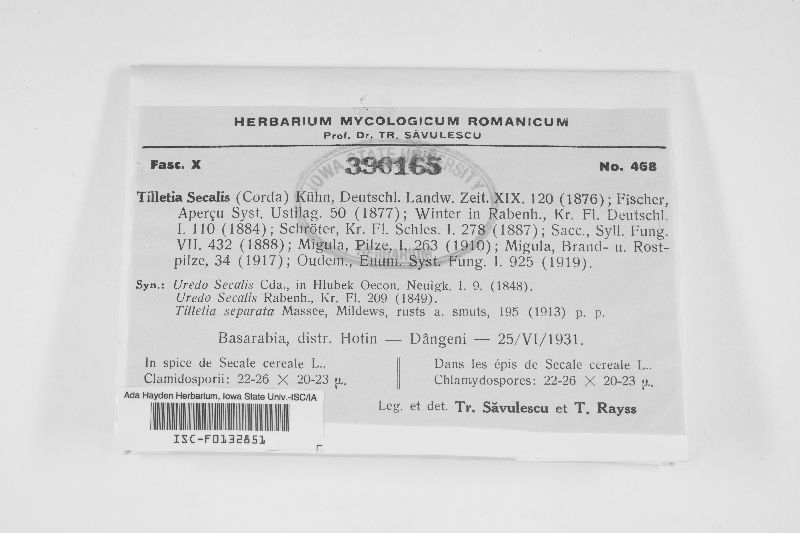 HERBARIUM MYCOLOGICUM ROMANICUM
Prof. Dr. TR. SĂVULESCU
Fasc. X 390165 No. 468
IOWA STATE UNIVERSITY
HERBARIUM
Tilletia Secalis (Corda) Kühn, Deutschl. Landw. Zeit. XIX. 120 (1876); Fischer,
Aperçu Syst. Ustilag. 50 (1877); Winter in Rabenh., Kr. Fl. Deutschl.
I. 110 (1884); Schröter, Kr. Fl. Schles. I. 278 (1887); Sacc., Syll. Fung.
VII. 432 (1888); Migula, Pilze, I. 263 (1910); Migula, Brand- u. Rost-
pilze, 34 (1917); Oudem., Enum. Syst. Fung. I. 925 (1919).
Syn.: Uredo Secalis Cda., in Hlubek Oecon. Neuigk. I. 9. (1848).
Uredo Secalis Rabenh., Kr. Fl. 209 (1849).
Tilletia separata Massee, Mildews, rusts a. smuts, 195 (1913) p. p.
Basarabia, distr. Hotin — Dângeni — 25/VI/1931.
In spice de Secale cereale L..
Clamidosporii: 22-26 × 20-23 µ.
Dans les épis de Secale cereale L..
Chlamydospores: 22-26 × 20-23 µ.
Leg. et det. Tr. Săvulescu et T. Rayss
Ada Hayden Herbarium, Iowa State Univ.-ISC/IA
ISC-F0132851